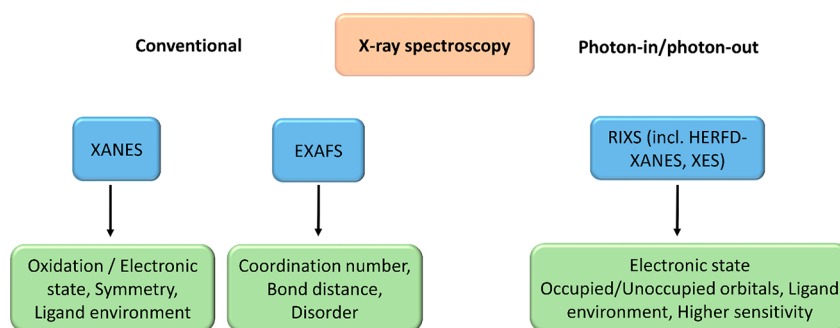 Conventional
X-ray spectroscopy
Photon-in/photon-out
XANES
EXAFS
RIXS (incl. HERFD-
XANES, XES)
Oxidation / Electronic
state, Symmetry,
Ligand environment
Coordination number,
Bond distance,
Disorder
Electronic state
Occupied/Unoccupied orbitals, Ligand
environment, Higher sensitivity